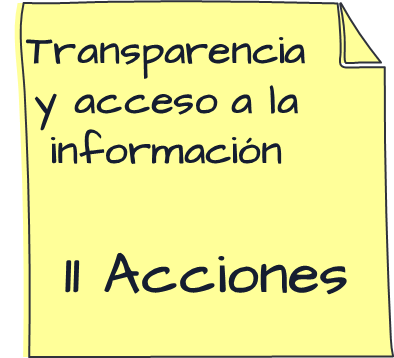 Transparencia
y acceso a la
información
11 Acciones